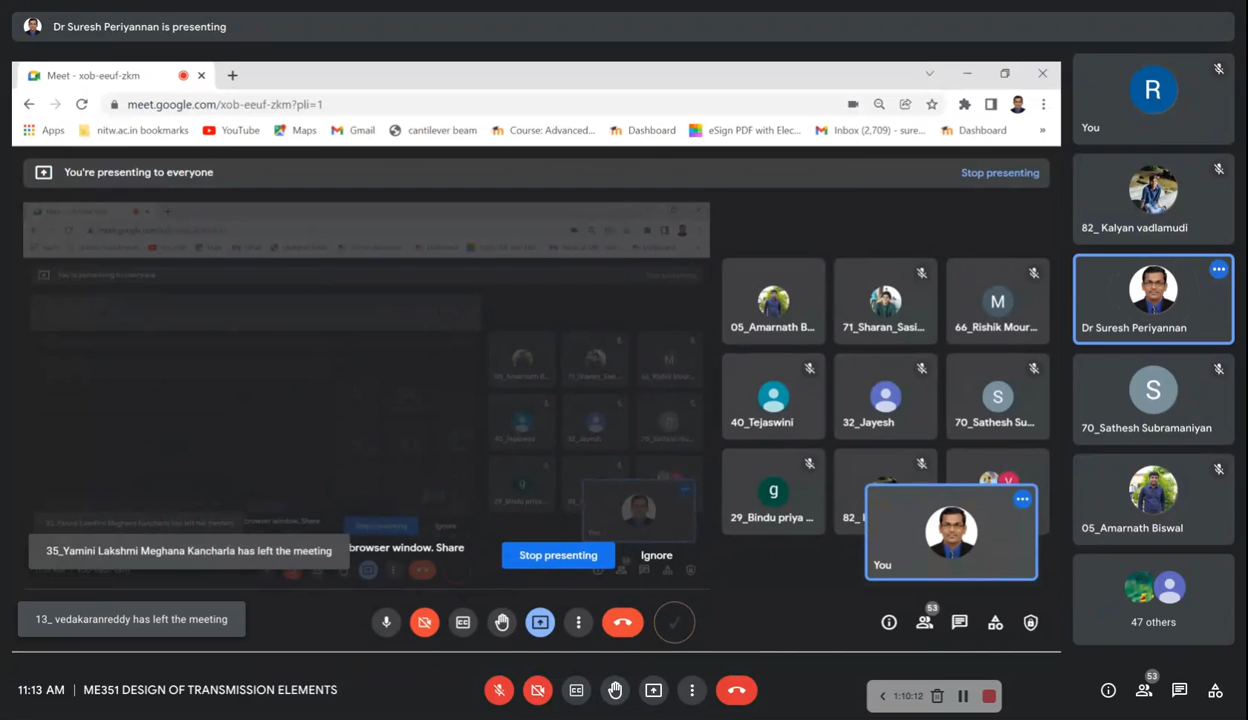 Dr Suresh Periyannan is presenting
Meet - xob-eeuf-zkm
meet.google.com/xob-eeuf-zkm?pli=1
Apps nitw.ac.in bookmarks YouTube Maps Gmail cantilever beam Course: Advanced... Dashboard eSign PDF with Elec... Inbox (2,709) - sure... Dashboard »
You're presenting to everyone Stop presenting
05_Amarnath B... 71_Sharan_Sasi... M 66_Rishik Mour...
40_Tejaswini 32_Jayesh S 70_Sathesh Su...
g 29_Bindu priya ... 82_
You
35_Yamini Lakshmi Meghana Kancharla has left the meeting
browser window. Share
Stop presenting Ignore
13_ vedakaranreddy has left the meeting
CC 53
R
You
82_ Kalyan vadlamudi
Dr Suresh Periyannan
S
70_Sathesh Subramaniyan
05_Amarnath Biswal
47 others
11:13 AM | ME351 DESIGN OF TRANSMISSION ELEMENTS
CC 1:10:12 53